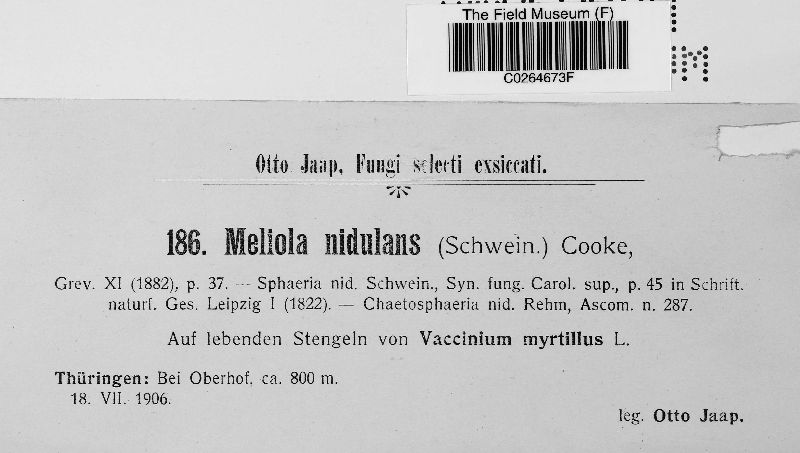 The Field Museum (F)
C0264673F
M
Otto Jaap, Fungi selecti exsiccati.
186. Meliola nidulans (Schwein.) Cooke,
Grev. XI (1882), p. 37. — Sphaeria nid. Schwein., Syn. fung. Carol. sup., p. 45 in Schrift.
naturf. Ges. Leipzig I (1822). — Chaetosphaeria nid. Rehm, Ascom. n. 287.
Auf lebenden Stengeln von Vaccinium myrtillus L.
Thüringen: Bei Oberhof, ca. 800 m.
18. VII. 1906.
leg. Otto Jaap.